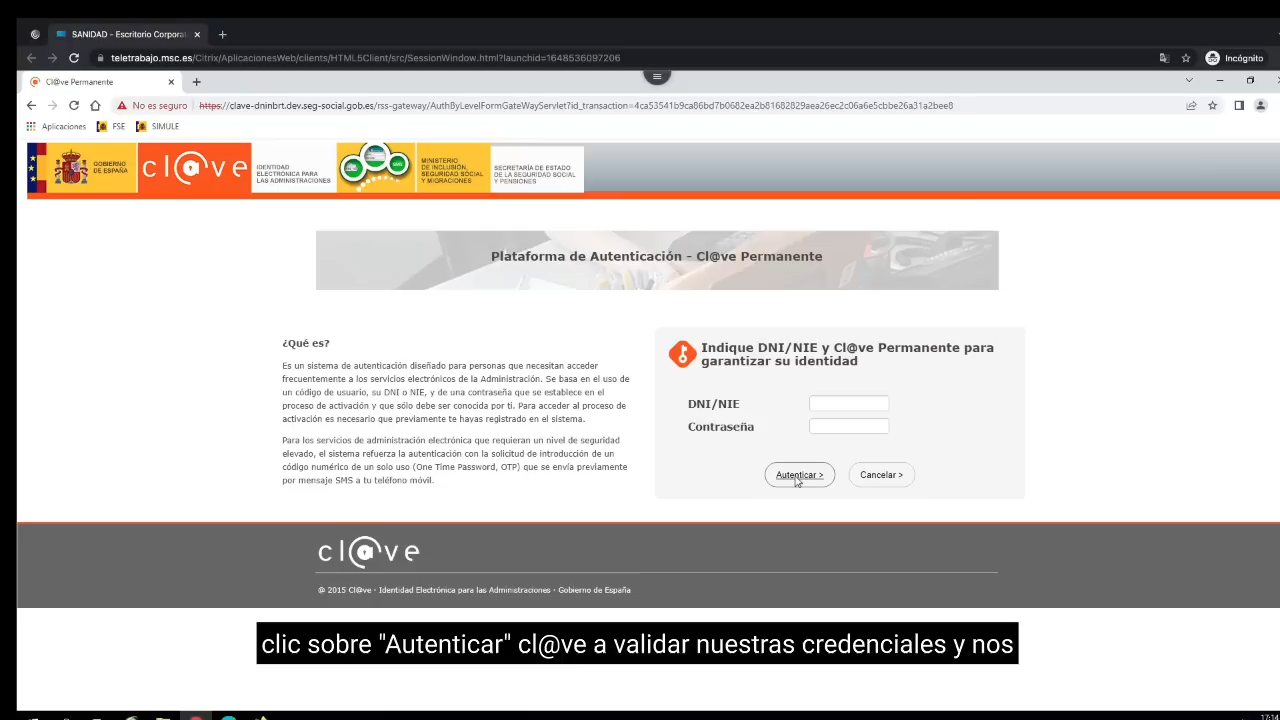 SANIDAD - Escritorio Corpora
teletrabajo.msc.es/Citrix/AplicacionesWeb/clients/HTML5Client/src/SessionWindow.html?launchid=1648536097206
Incógnito
Cl@ve Permanente
No es seguro
https://clave-dninbrt.dev.seg-social.gob.es/rss-gateway/AuthByLevelFormGateWayServlet?id_transaction=4ca53541b9ca86bd7b0682ea2b81682829aea26ec2c06a6e5cbbe26a31a2bee8
Aplicaciones
FSE
SIMULE
GOBIERNO
DE ESPAÑA
cl@ve
IDENTIDAD
ELECTRÓNICA PARA
LAS ADMINISTRACIONES
MINISTERIO
DE INCLUSIÓN,
SEGURIDAD SOCIAL
Y MIGRACIONES
SECRETARÍA DE ESTADO
DE LA SEGURIDAD SOCIAL
Y PENSIONES
Plataforma de Autenticación - Cl@ve Permanente
¿Qué es?
Es un sistema de autenticación diseñado para personas que necesitan acceder
frecuentemente a los servicios electrónicos de la Administración. Se basa en el uso de
un código de usuario, su DNI o NIE, y de una contraseña que se establece en el
proceso de activación y que sólo debe ser conocida por ti. Para acceder al proceso de
activación es necesario que previamente te hayas registrado en el sistema.
Para los servicios de administración electrónica que requieran un nivel de seguridad
elevado, el sistema refuerza la autenticación con la solicitud de introducción de un
código numérico de un solo uso (One Time Password, OTP) que se envía previamente
por mensaje SMS a tu teléfono móvil.
Indique DNI/NIE y Cl@ve Permanente para
garantizar su identidad
DNI/NIE
Contraseña
Autenticar >
Cancelar >
cl@ve
@ 2015 Cl@ve - Identidad Electrónica para las Administraciones - Gobierno de España
clic sobre "Autenticar" cl@ve a validar nuestras credenciales y nos
17:14